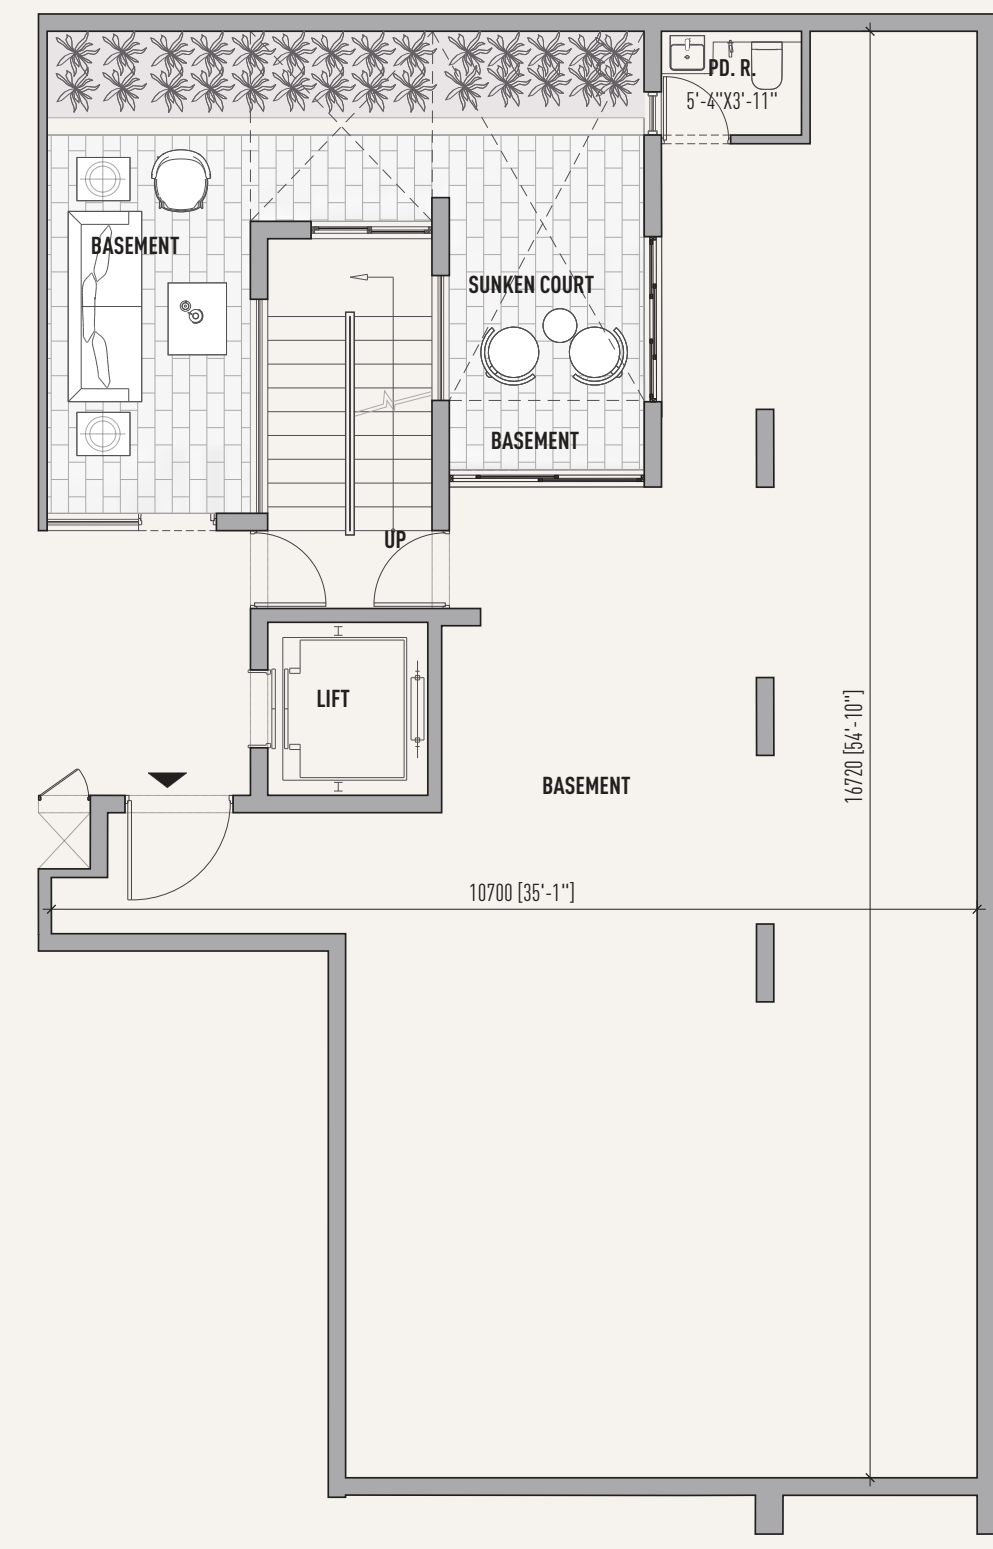 PD. R.
5'-4"X3'-11"
BASEMENT
SUNKEN COURT
BASEMENT
UP
LIFT
BASEMENT
16720 [54'-10"]
10700 [35'-1"]